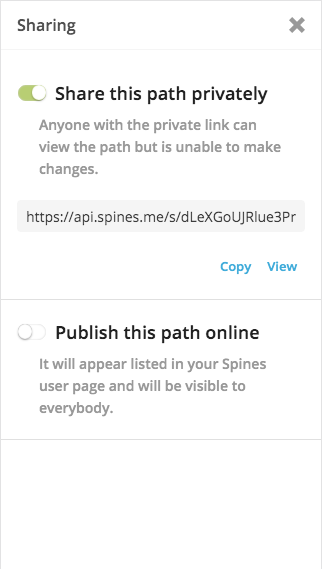 Sharing
Share this path privately
Anyone with the private link can
view the path but is unable to make
changes.
https://api.spines.me/s/dLeXGoUJRlue3Pr
Copy View
Publish this path online
It will appear listed in your Spines
user page and will be visible to
everybody.